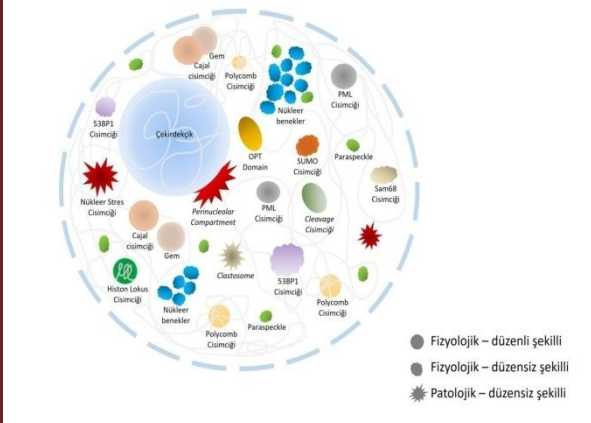 Gem
Cajal
cisimciği
Polycomb
Cisimciği
Nükleer
benekler
PML
Cisimciği
53BP1
Cisimciği
Çekirdekçik
OPT
Domain
SUMO
Cisimciği
Paraspeckle
Sam68
Cisimciği
Nükleer Stres
Cisimciği
Perinucleolar
Compartment
PML
Cisimciği
Cleavage
Cisimciği
Cajal
cisimciği
Gem
Clastosome
53BP1
Cisimciği
Histon Lokus
Cisimciği
Nükleer
benekler
Polycomb
Cisimciği
Polycomb
Cisimciği
Paraspeckle
Fizyolojik – düzenli şekilli
Fizyolojik – düzensiz şekilli
Patolojik – düzensiz şekilli